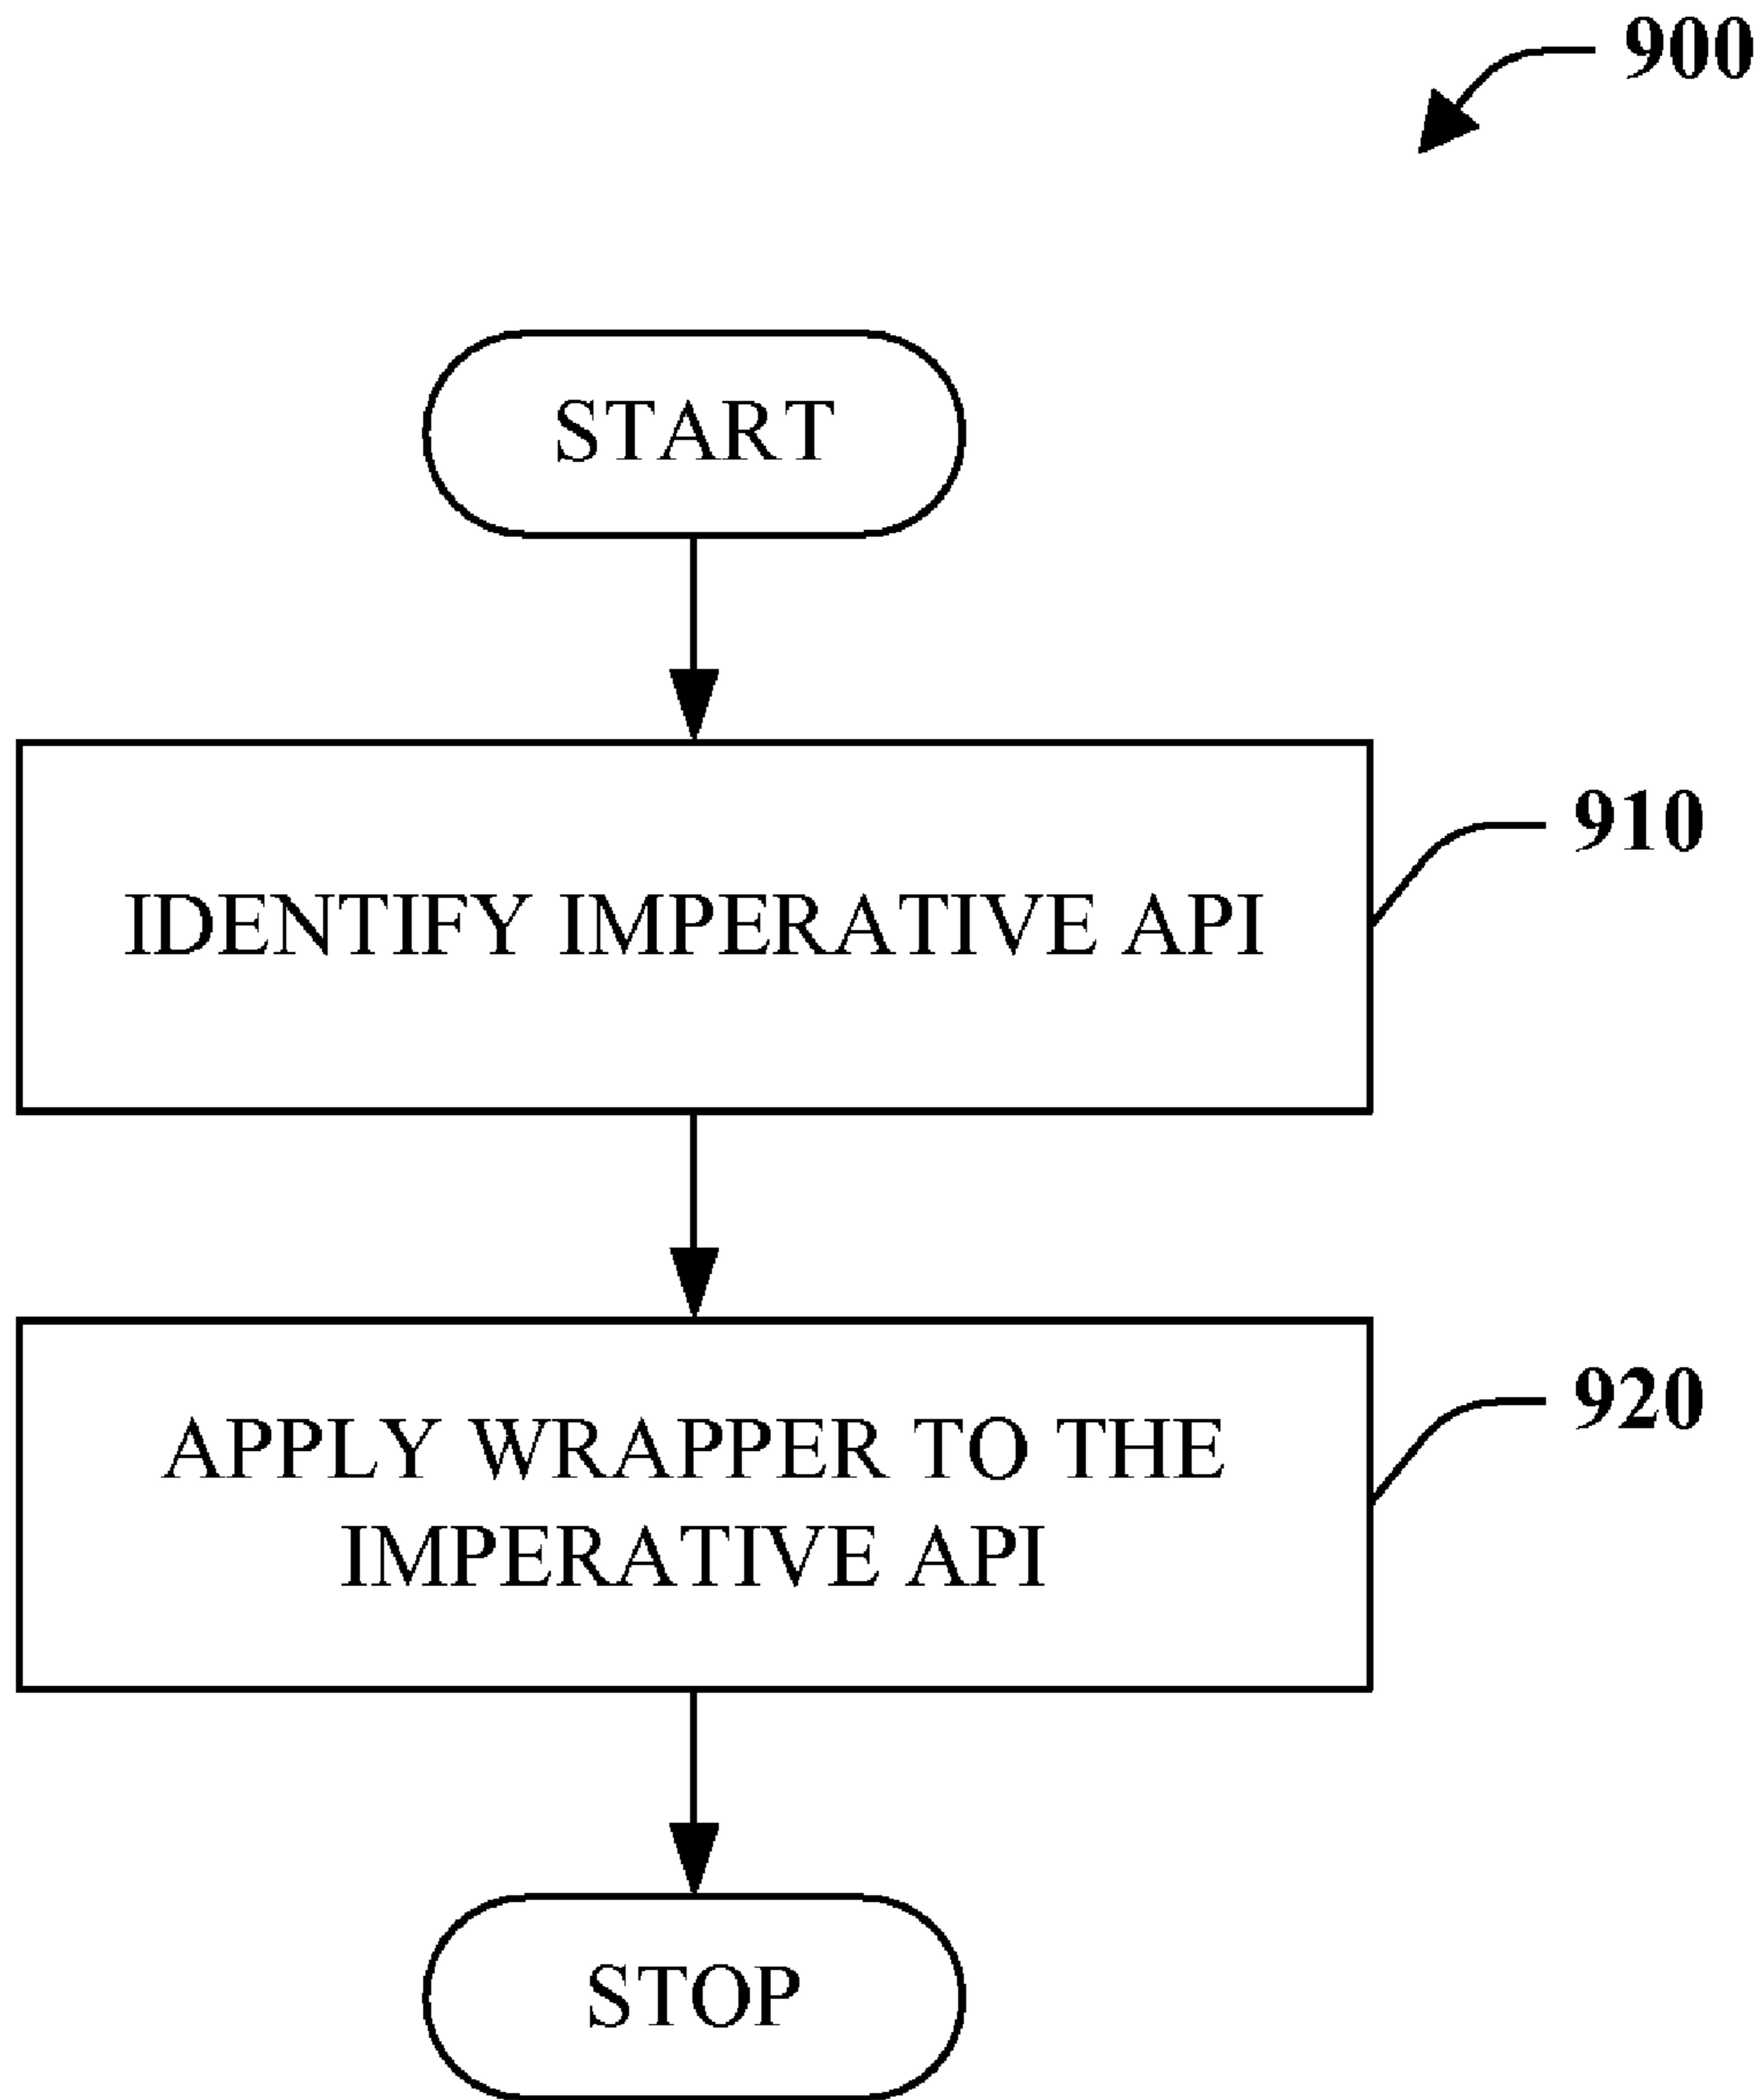 900
START
910
IDENTIFY IMPERATIVE API
920
APPLY WRAPPER TO THE
IMPERATIVE API
STOP